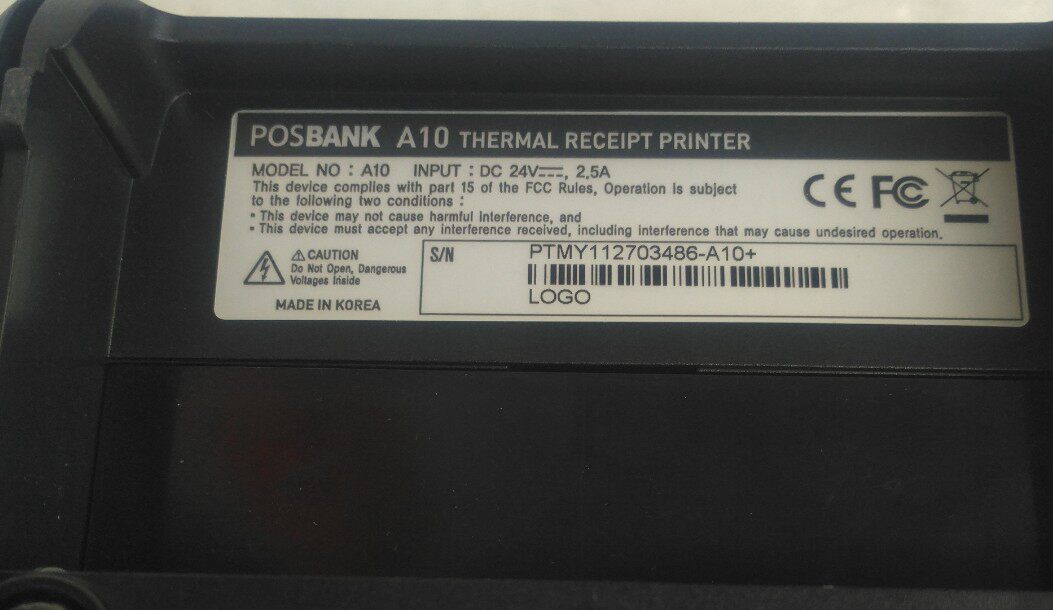 POSBANK A10 THERMAL RECEIPT PRINTER
MODEL NO : A10 INPUT : DC 24V⎓, 2,5A
This device complies with part 15 of the FCC Rules, Operation is subject
to the following two conditions :
• This device may not cause harmful Interference, and
• This device must accept any interference received, including interference that may cause undesired operation.
CE FC
CAUTION
Do Not Open, Dangerous
Voltages Inside
MADE IN KOREA
S/N
PTMY112703486-A10+
LOGO